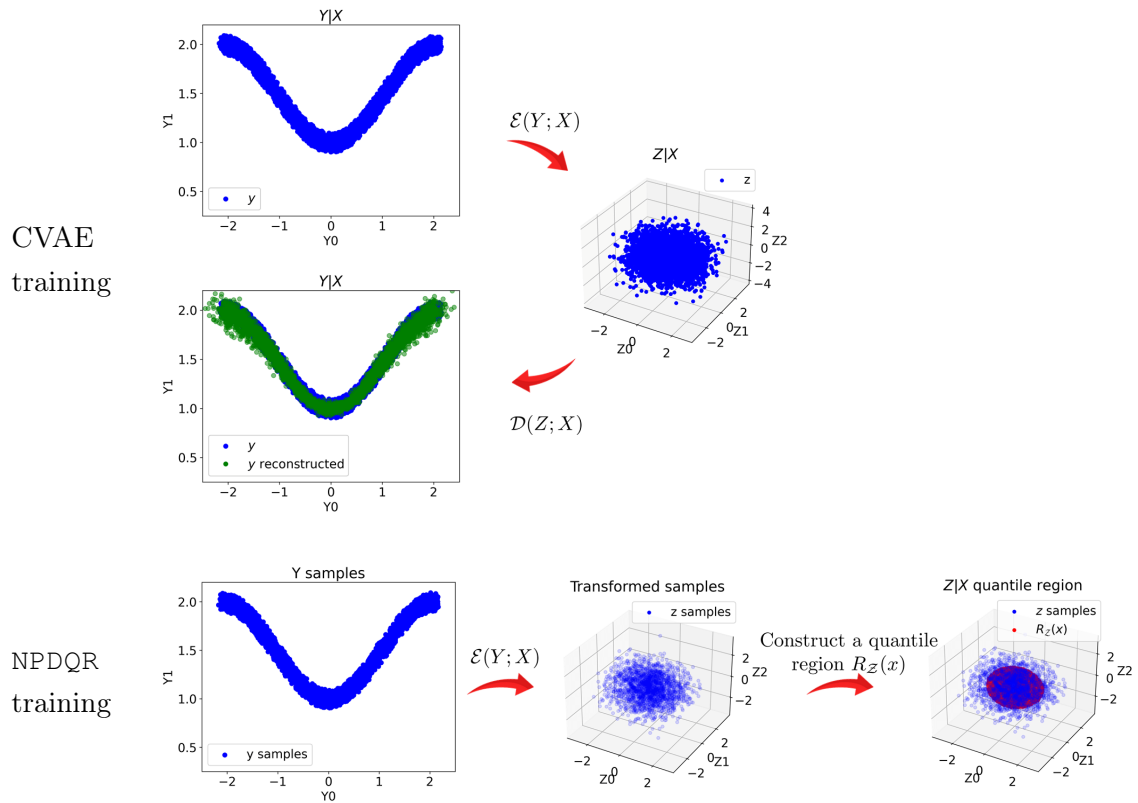 Y|X
2.0
1.5
1.0
0.5
Y1
y
−2 −1 0 1 2
Y0
ℰ(Y; X)
Z|X
z
4
2
0
−2
−4
Z2
−2 0 2
Z0
−2 0 2
Z1
CVAE
training
Y|X
2.0
1.5
1.0
0.5
Y1
y
y reconstructed
−2 −1 0 1 2
Y0
𝒟(Z; X)
NPDQR
training
Y samples
2.0
1.5
1.0
0.5
Y1
y samples
−2 −1 0 1 2
Y0
ℰ(Y; X)
Transformed samples
z samples
2
0
−2
Z2
−2 0 2
Z0
−2 0 2
Z1
Construct a quantile
region R_𝒵(x)
Z|X quantile region
z samples
R_𝒵(x)
2
0
−2
Z2
−2 0 2
Z0
−2 0 2
Z1